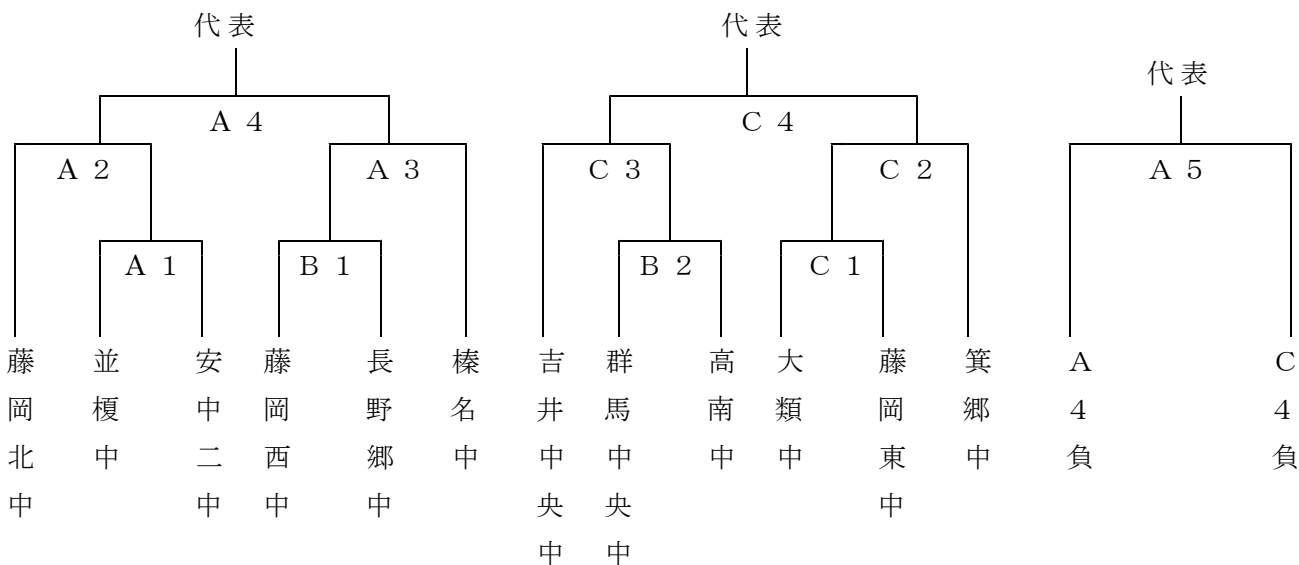 代表
代表
代表
A 4
C 4
A 2
A 3
C 3
C 2
A 5
A 1
B 1
B 2
C 1
藤岡北中
並榎中
安中二中
藤岡西中
長野郷中
榛名中
吉井中央中
群馬中央中
高南中
大類中
藤岡東中
箕郷中
A4負
C4負